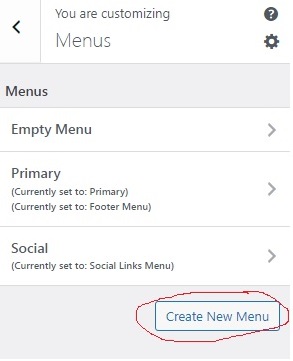 You are customizing
Menus
Menus
Empty Menu
Primary
(Currently set to: Primary)
(Currently set to: Footer Menu)
Social
(Currently set to: Social Links Menu)
Create New Menu